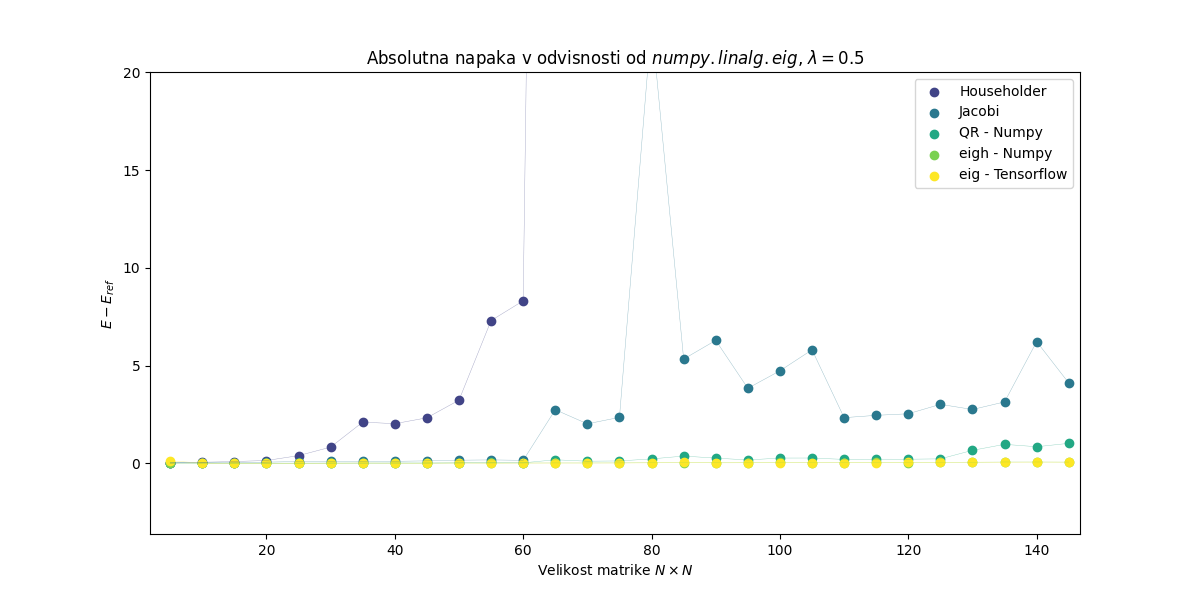 Absolutna napaka v odvisnosti od numpy.linalg.eig, λ = 0.5
20
15
10
5
0
E − E_ref
Householder
Jacobi
QR - Numpy
eigh - Numpy
eig - Tensorflow
20 40 60 80 100 120 140
Velikost matrike N × N